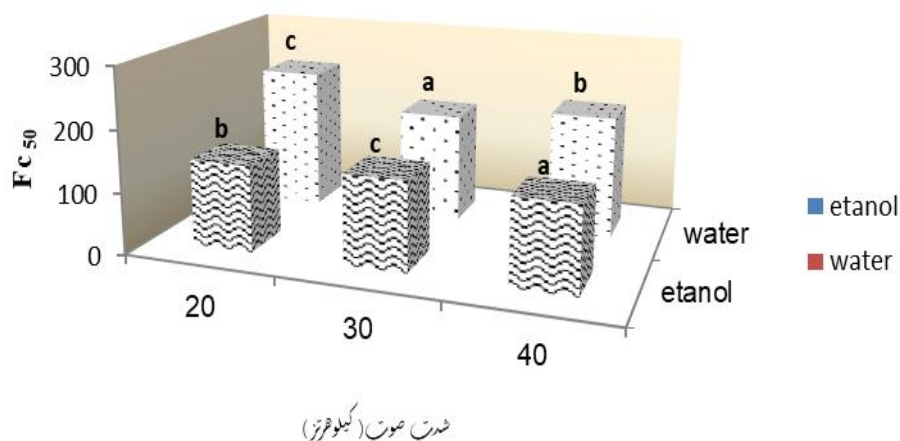 300
200
100
0
Fc50
b
c
c
a
a
b
20
30
40
water
etanol
etanol
water
شدت صوت (کیلوهرتز)